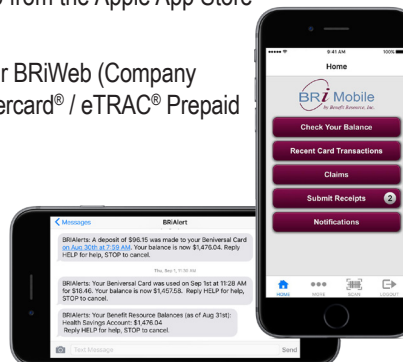 from the Apple App Store
r BRiWeb (Company
ercard® / eTRAC® Prepaid
9:41 AM
100%
Home
BRi Mobile
by Benefit Resource, Inc.
Check Your Balance
Recent Card Transactions
Claims
Submit Receipts 2
Notifications
HOME
MORE
SCAN
LOGOUT
Messages
BRiAlert
BRiAlerts: A deposit of $96.15 was made to your Beniversal Card
on Aug 30th at 7:59 AM. Your balance is now $1,476.04. Reply
HELP for help, STOP to cancel.
Thu, Sep 1, 11:35 AM
BRiAlerts: Your Beniversal Card was used on Sep 1st at 11:28 AM
for $18.46. Your balance is now $1,457.58. Reply HELP for help,
STOP to cancel.
BRiAlerts: Your Benefit Resource Balances (as of Aug 31st):
Health Savings Account: $1,476.04
Reply HELP for help, STOP to cancel.
Text Message
Send